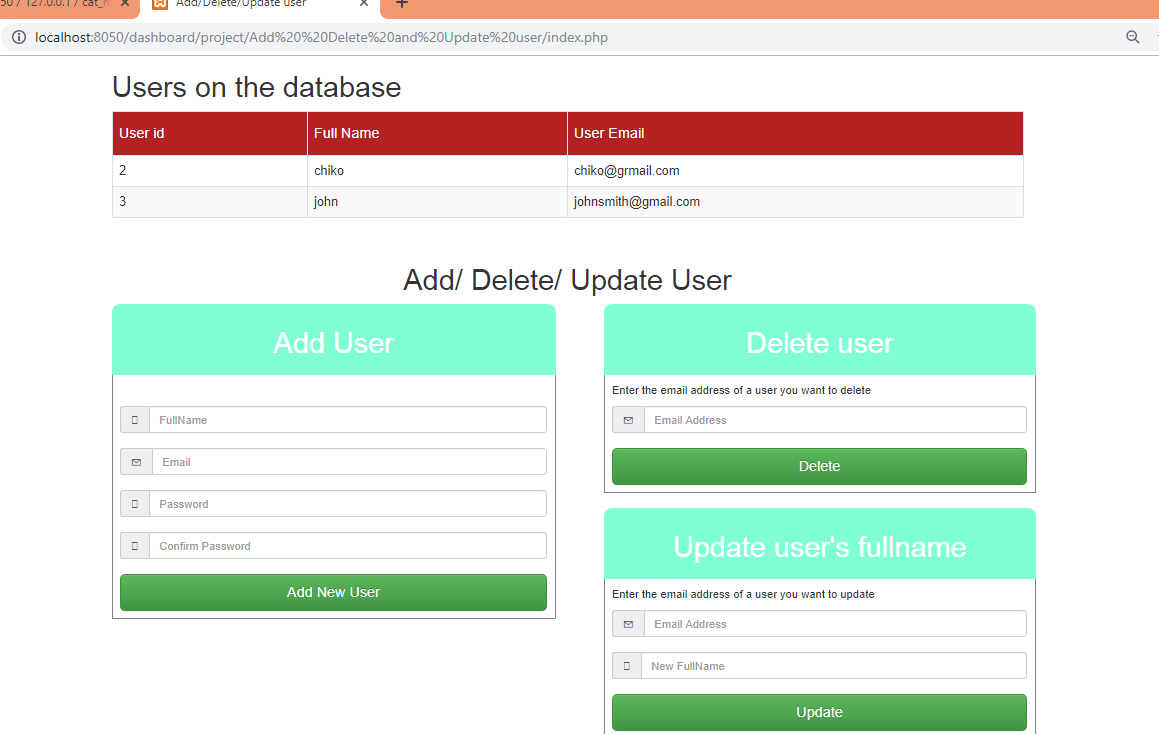 50 / 127.0.0.1 / cat_m
Add/Delete/Update user
localhost:8050/dashboard/project/Add%20%20Delete%20and%20Update%20user/index.php
Users on the database
User id Full Name User Email
2 chiko chiko@grmail.com
3 john johnsmith@gmail.com
Add/ Delete/ Update User
Add User
FullName
Email
Password
Confirm Password
Add New User
Delete user
Enter the email address of a user you want to delete
Email Address
Delete
Update user's fullname
Enter the email address of a user you want to update
Email Address
New FullName
Update